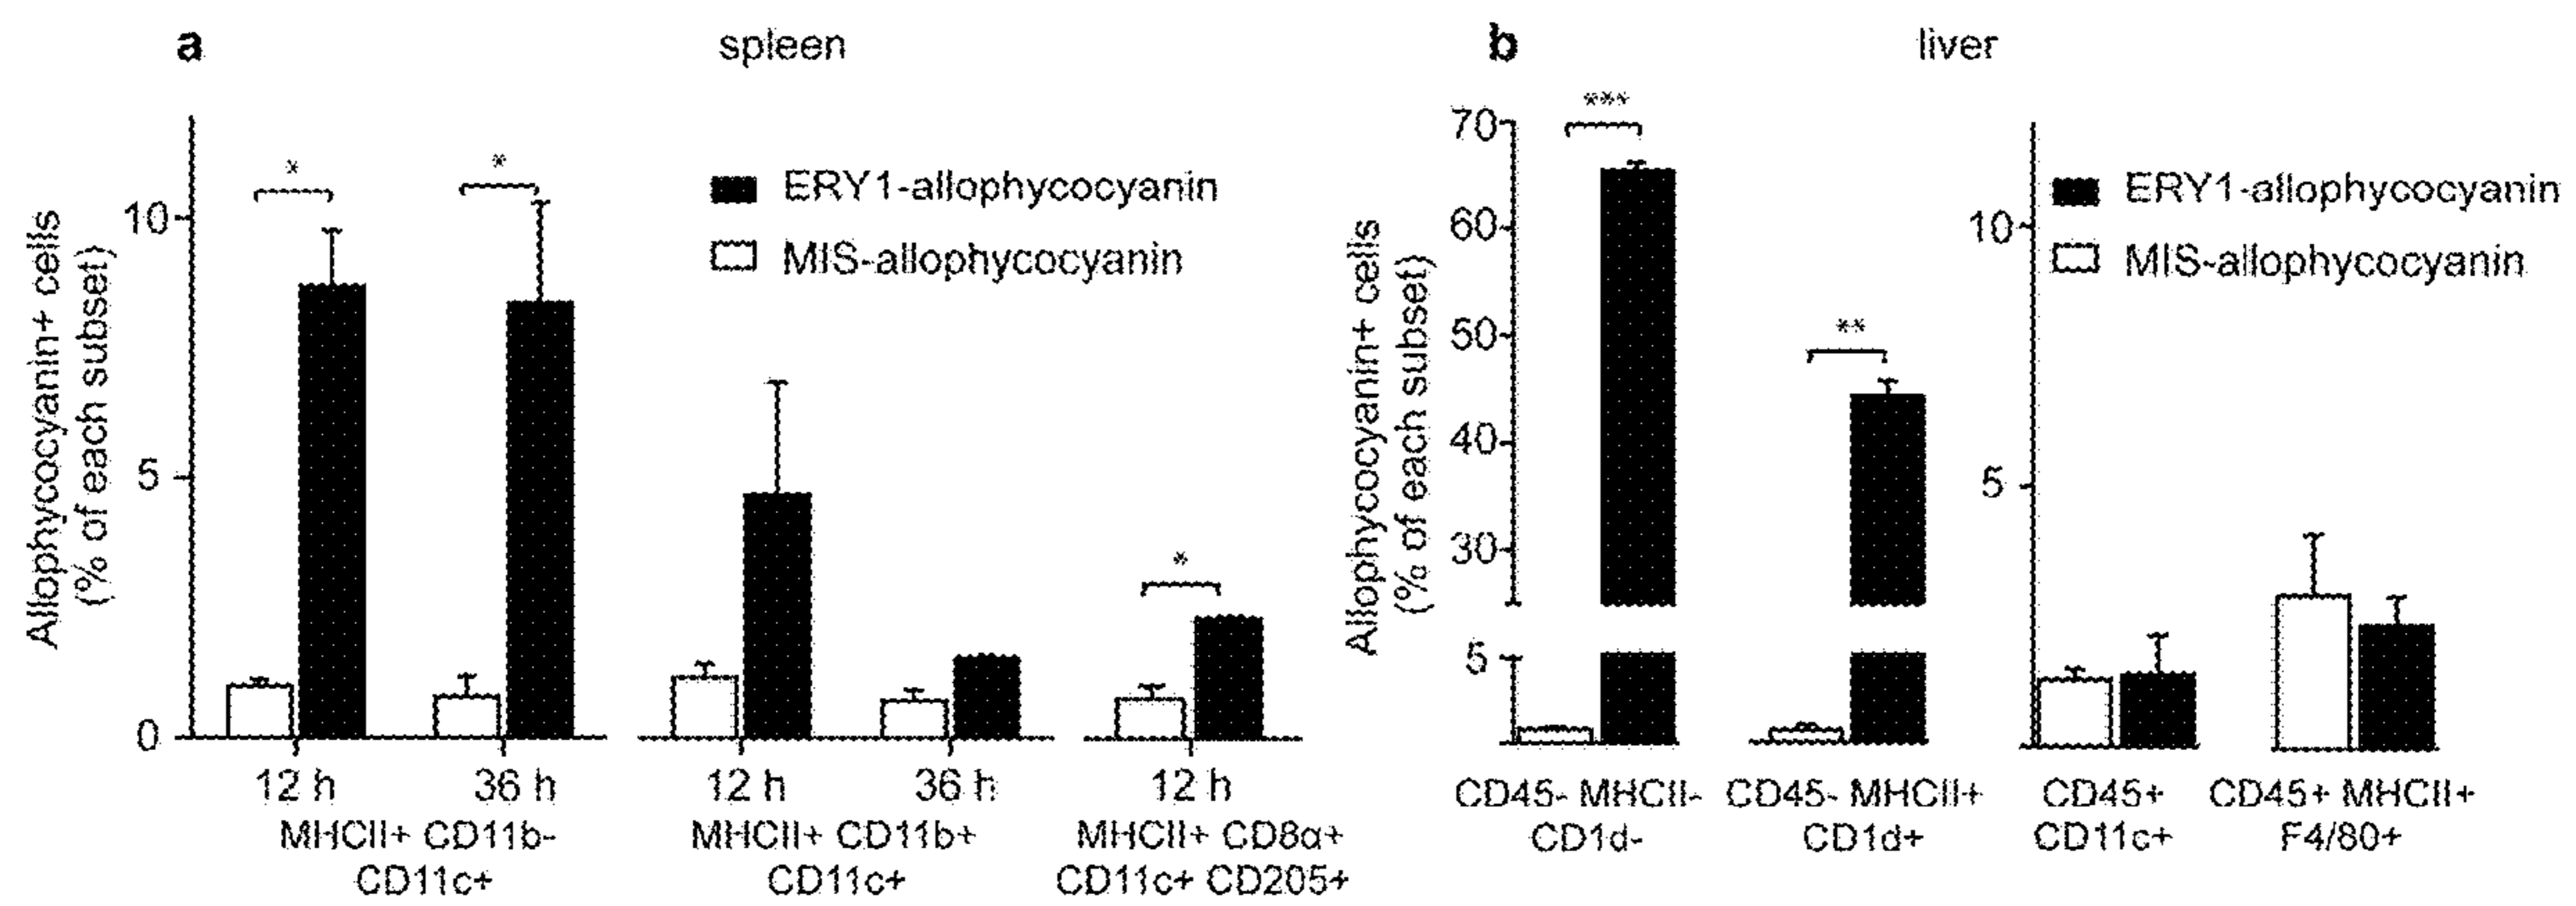 a
spleen
Allophycocyanin+ cells
(% of each subset)
10
5
0
*
*
*
ERY1-allophycocyanin
MIS-allophycocyanin
12 h
36 h
12 h
36 h
12 h
MHCII+ CD11b-
CD11c+
MHCII+ CD11b+
CD11c+
MHCII+ CD8α+
CD11c+ CD205+
b
liver
Allophycocyanin+ cells
(% of each subset)
70
60
50
40
30
5
***
**
10
5
ERY1-allophycocyanin
MIS-allophycocyanin
CD45- MHCII-
CD1d-
CD45- MHCII+
CD1d+
CD45+
CD11c+
CD45+ MHCII+
F4/80+